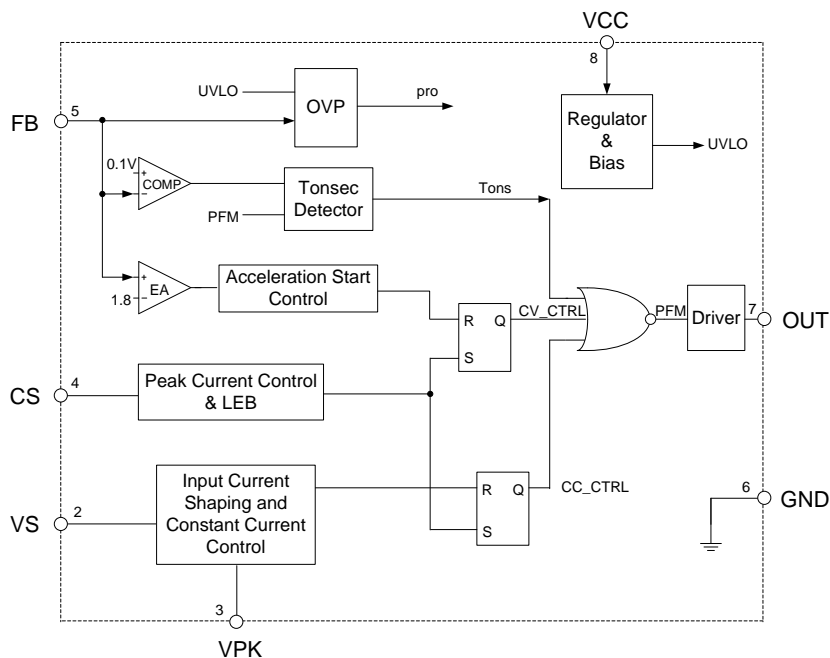 VCC
8
UVLO
OVP
pro
FB
5
Regulator
&
Bias
UVLO
0.1V
+
COMP
−
Tonsec
Detector
Tons
PFM
+
EA
1.8
−
Acceleration Start
Control
R
Q
S
CV_CTRL
PFM
Driver
7
OUT
CS
4
Peak Current Control
& LEB
VS
2
Input Current
Shaping and
Constant Current
Control
R
Q
S
CC_CTRL
6
GND
3
VPK